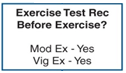 Exercise Test Rec
Before Exercise?
Mod Ex - Yes
Vig Ex - Yes